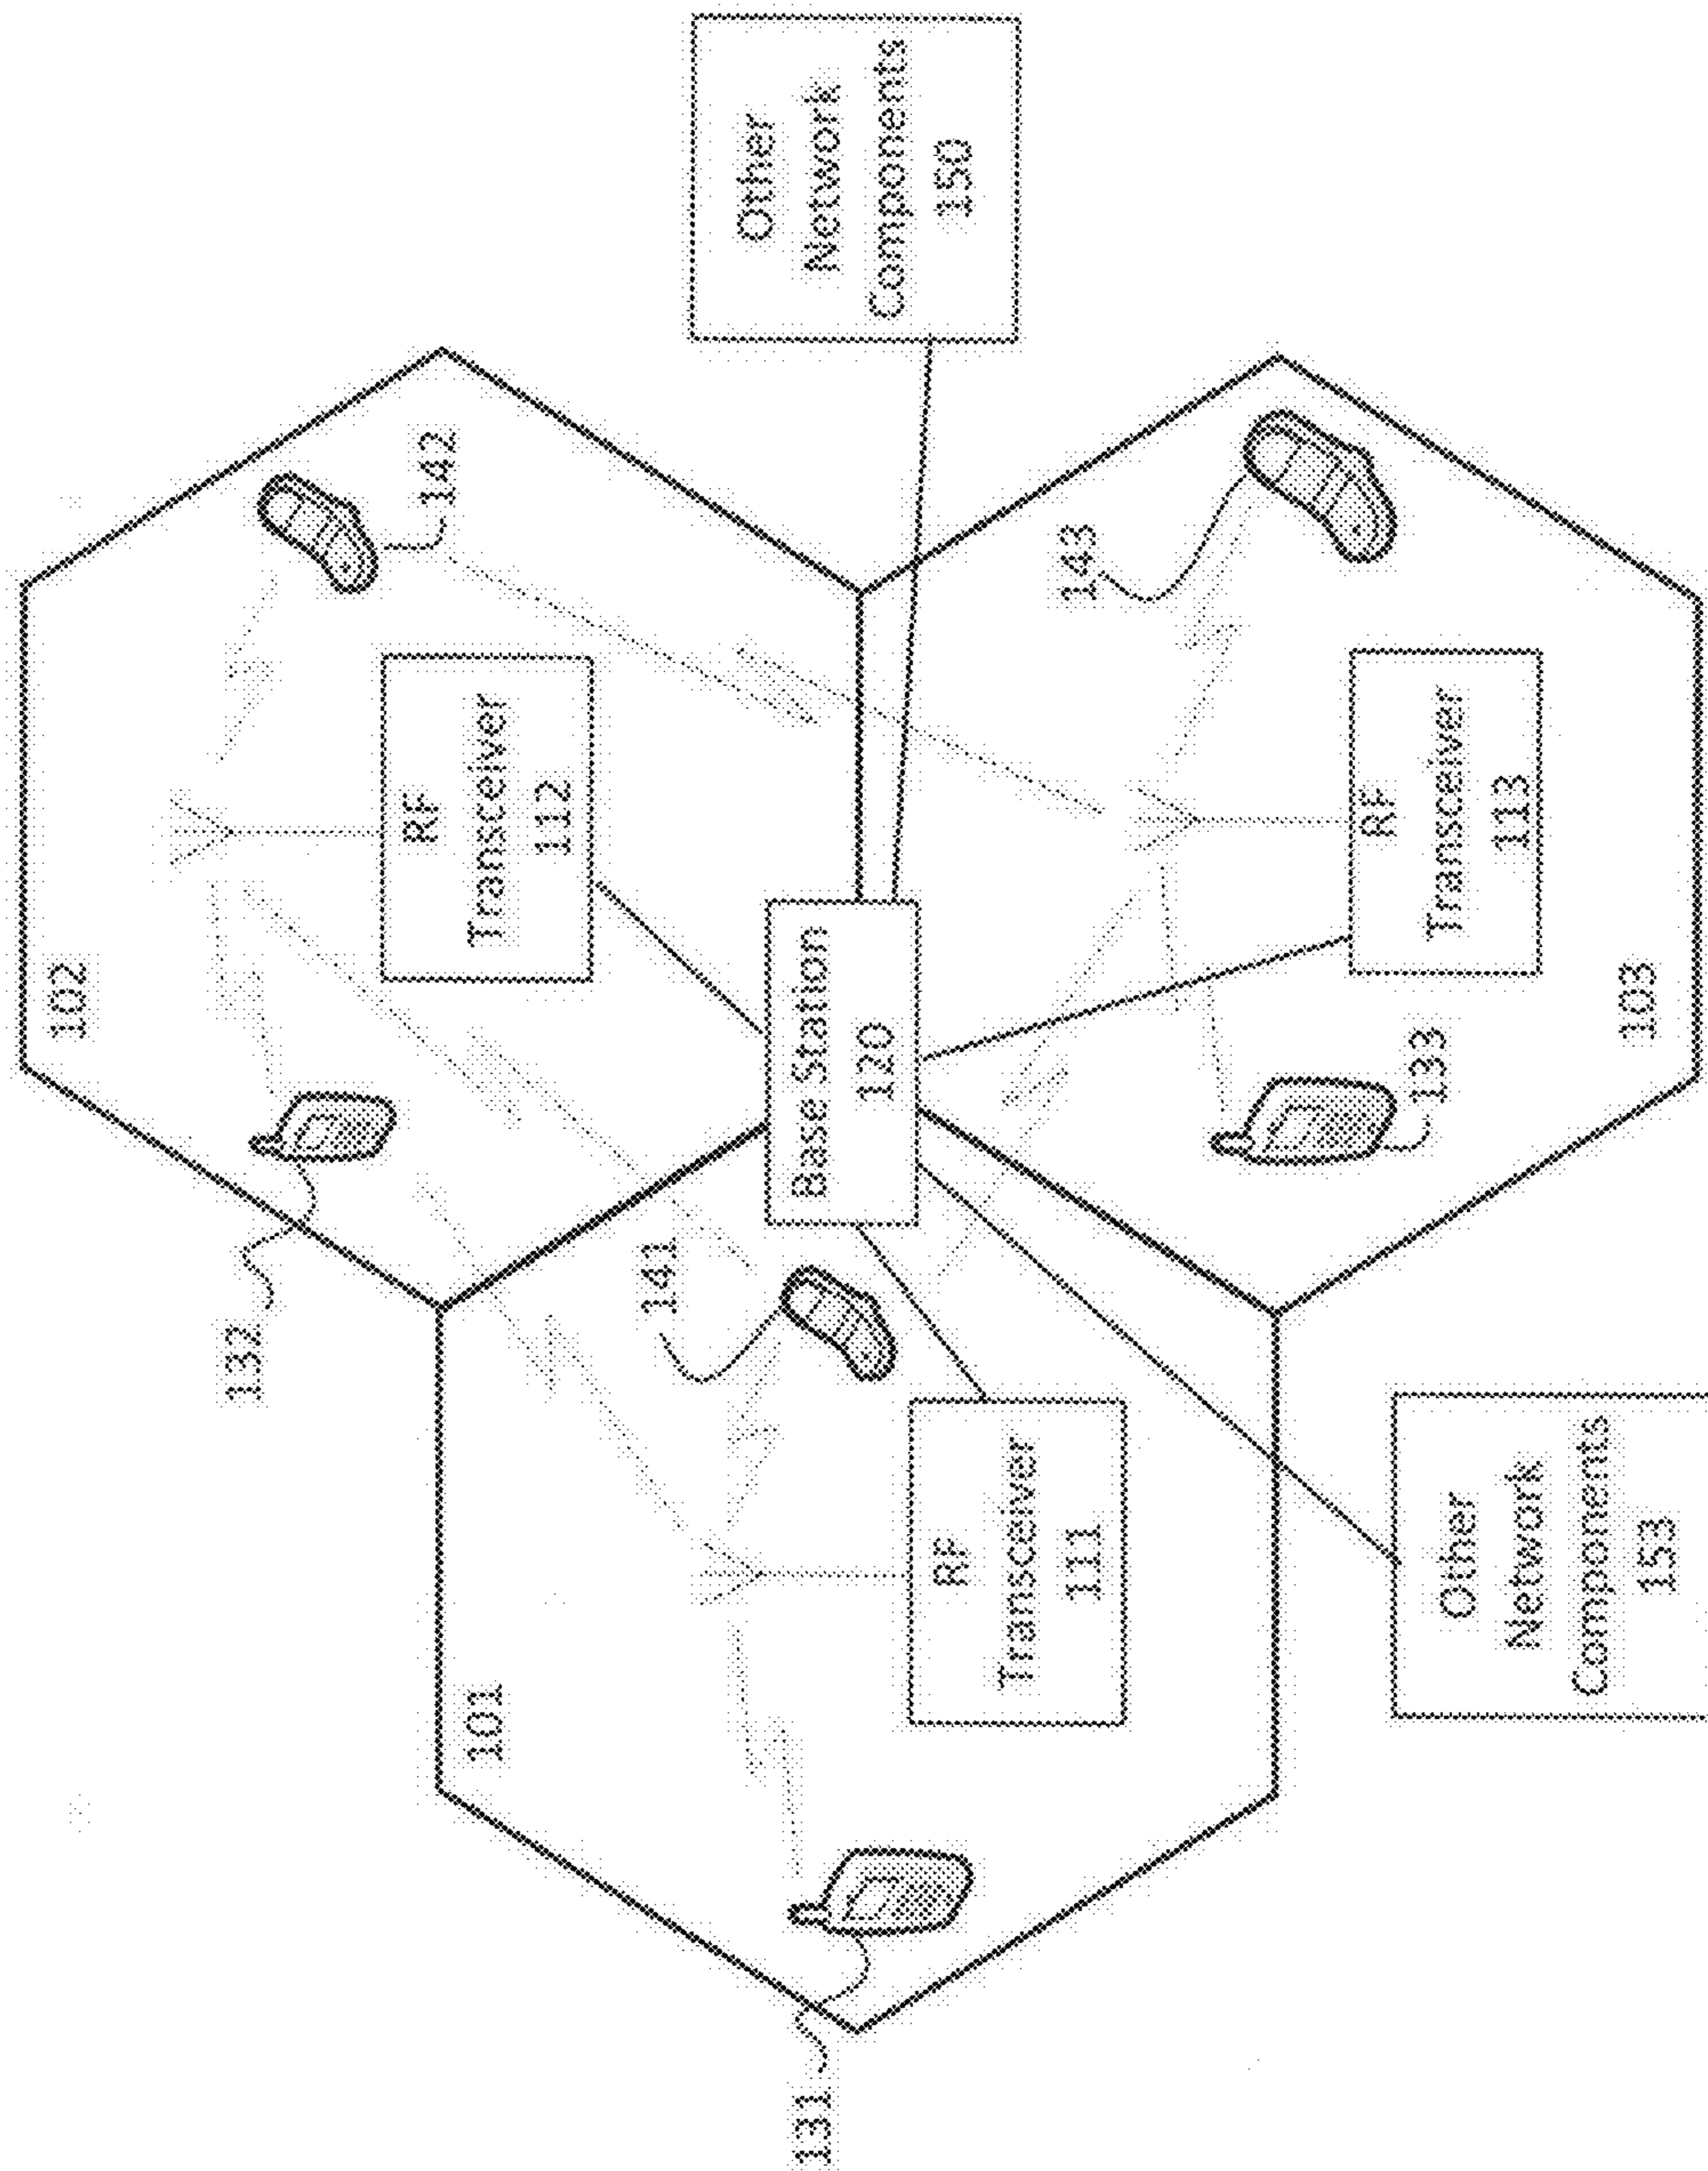 102
132
142
RF
Transceiver
112
Other
Network
Components
150
101
141
Base Station
120
143
131
RF
Transceiver
111
RF
Transceiver
113
133
103
Other
Network
Components
153